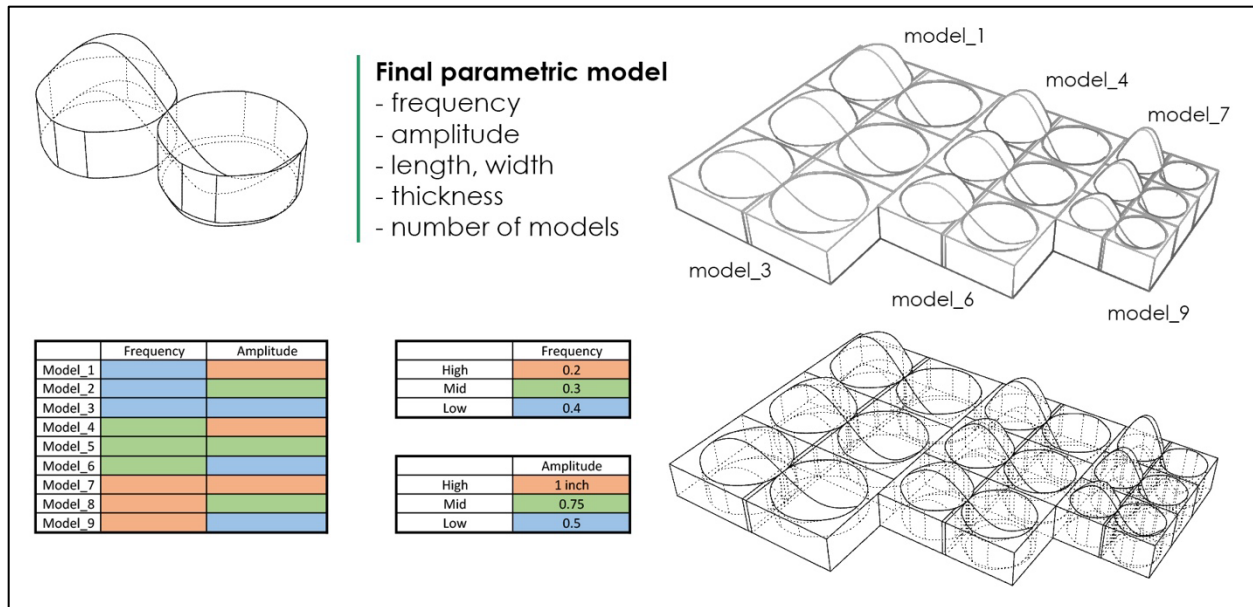 Final parametric model
- frequency
- amplitude
- length, width
- thickness
- number of models
model_1
model_4
model_7
model_3
model_6
model_9
Frequency Amplitude
Model_1
Model_2
Model_3
Model_4
Model_5
Model_6
Model_7
Model_8
Model_9
Frequency
High 0.2
Mid 0.3
Low 0.4
Amplitude
High 1 inch
Mid 0.75
Low 0.5